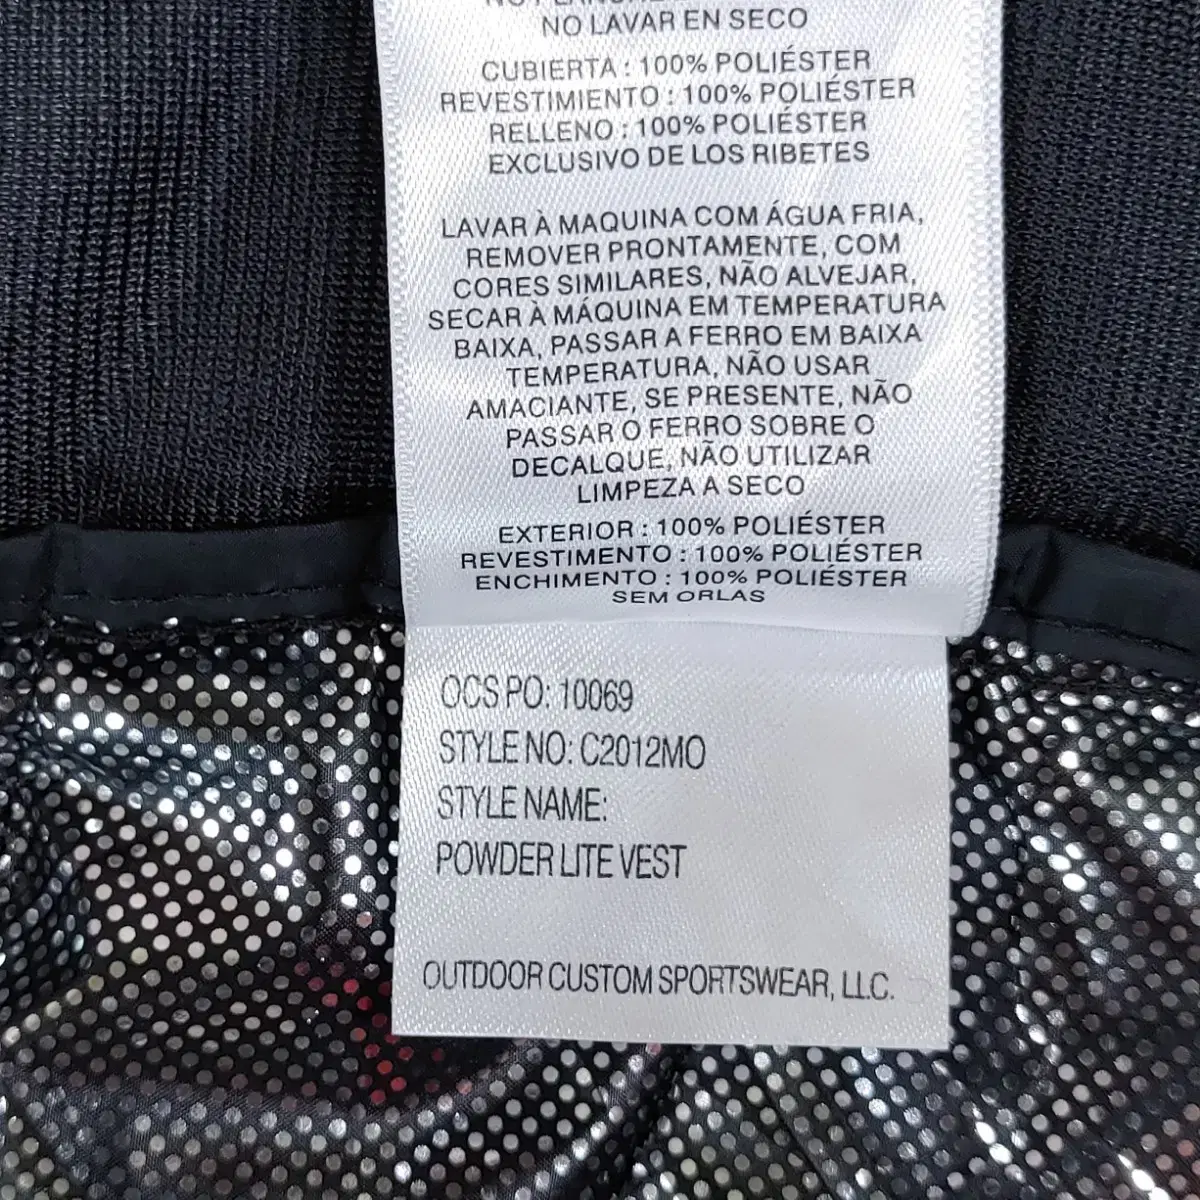 NO LAVAR EN SECO
CUBIERTA : 100% POLIÉSTER
REVESTIMIENTO : 100% POLIÉSTER
RELLENO : 100% POLIÉSTER
EXCLUSIVO DE LOS RIBETES
LAVAR À MAQUINA COM ÁGUA FRIA,
REMOVER PRONTAMENTE, COM
CORES SIMILARES, NÃO ALVEJAR,
SECAR À MÁQUINA EM TEMPERATURA
BAIXA, PASSAR A FERRO EM BAIXA
TEMPERATURA, NÃO USAR
AMACIANTE, SE PRESENTE, NÃO
PASSAR O FERRO SOBRE O
DECALQUE, NÃO UTILIZAR
LIMPEZA A SECO
EXTERIOR : 100% POLIÉSTER
REVESTIMENTO : 100% POLIÉSTER
ENCHIMENTO : 100% POLIÉSTER
SEM ORLAS
OCS PO: 10069
STYLE NO: C2012MO
STYLE NAME:
POWDER LITE VEST
OUTDOOR CUSTOM SPORTSWEAR, LLC.